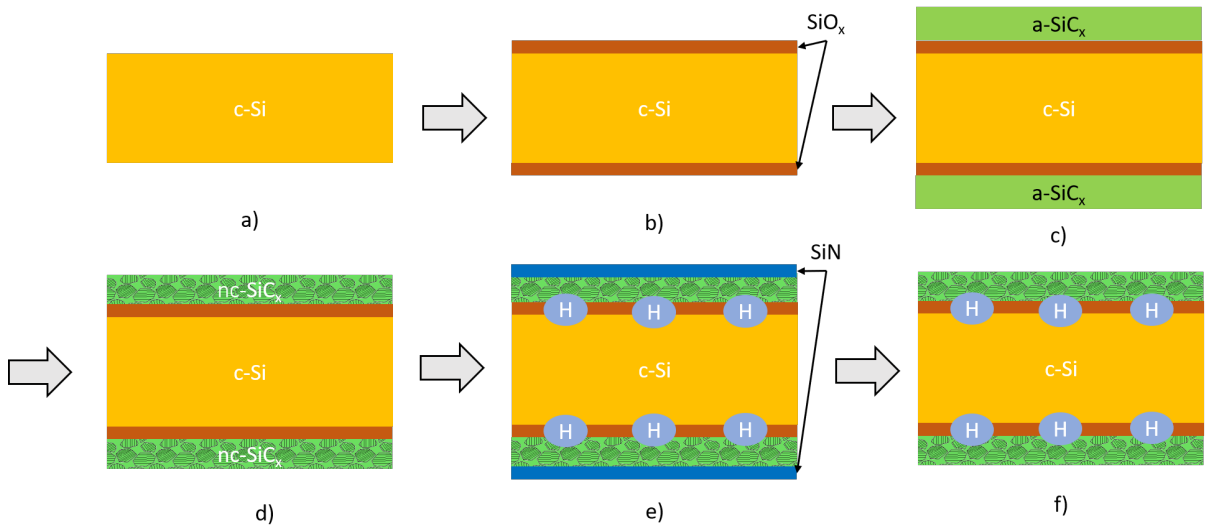 SiOₓ
a-SiCₓ
c-Si
c-Si
c-Si
a-SiCₓ
a)
b)
c)
SiN
nc-SiCₓ
H H H
H H H
c-Si
c-Si
c-Si
H H H
H H H
nc-SiCₓ
d)
e)
f)